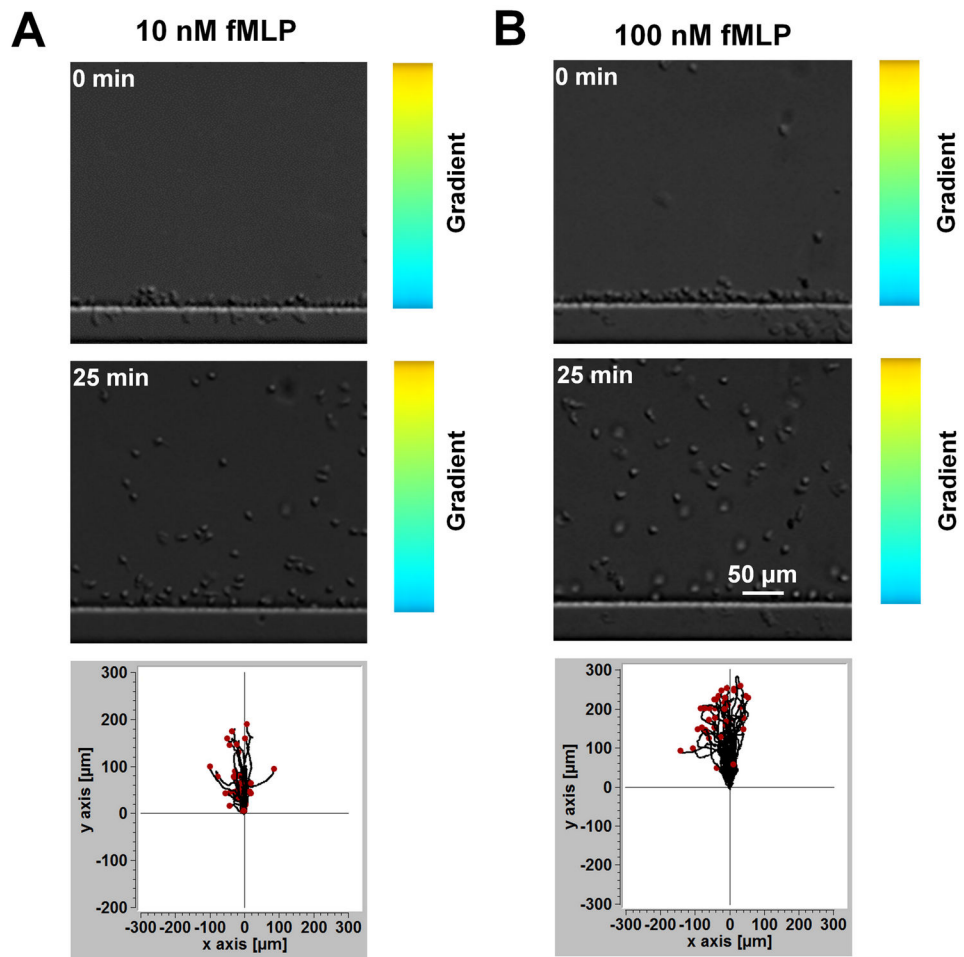 A
10 nM fMLP
0 min
Gradient
25 min
Gradient
300
200
100
0
-100
-200
y axis [µm]
-300 -200 -100 0 100 200 300
x axis [µm]
B
100 nM fMLP
0 min
Gradient
25 min
50 µm
Gradient
300
200
100
0
-100
-200
-300
y axis [µm]
-300 -200 -100 0 100 200 300
x axis [µm]